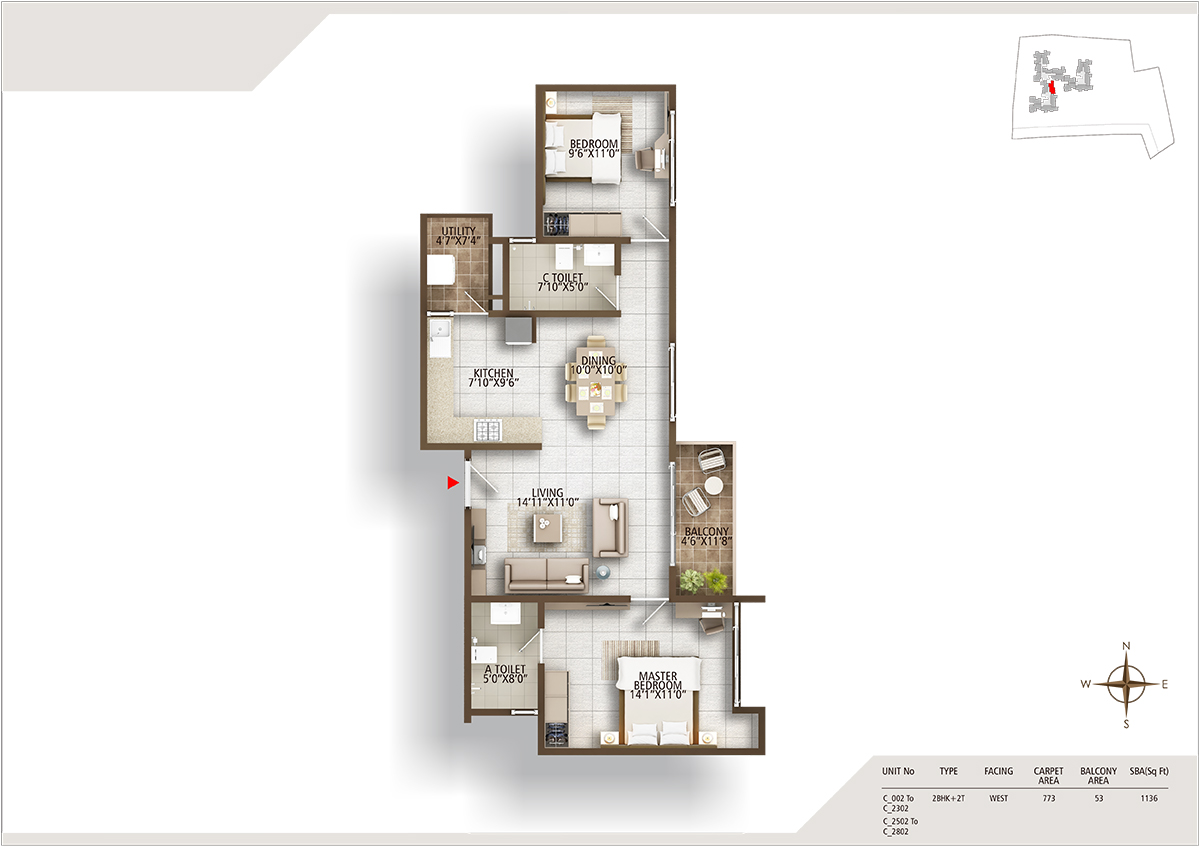 BEDROOM
9'6"X11'0"
UTILITY
4'7"X7'4"
C TOILET
7'10"X5'0"
DINING
10'0"X10'0"
KITCHEN
7'10"X9'6"
LIVING
14'11"X11'0"
BALCONY
4'6"X11'8"
A TOILET
5'0"X8'0"
MASTER
BEDROOM
14'1"X11'0"
N
W E
S
UNIT No TYPE FACING CARPET AREA BALCONY AREA SBA(Sq Ft)
C_002 To 2BHK+2T WEST 773 53 1136
C_2302
C_2502 To
C_2802